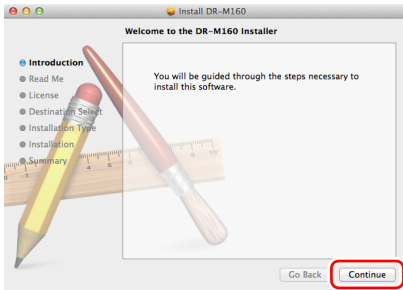 Install DR-M160
Welcome to the DR-M160 Installer
Introduction
Read Me
License
Destination Select
Installation Type
Installation
Summary
You will be guided through the steps necessary to
install this software.
Go Back
Continue